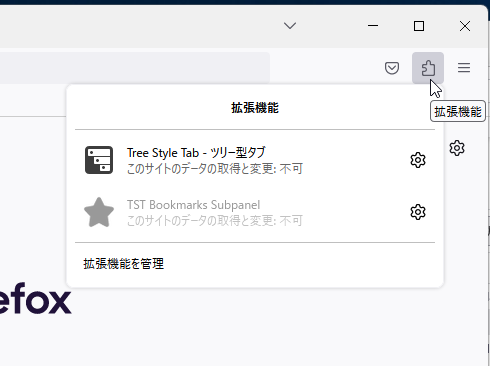 拡張機能
拡張機能
Tree Style Tab - ツリー型タブ
このサイトのデータの取得と変更: 不可
TST Bookmarks Subpanel
このサイトのデータの取得と変更: 不可
拡張機能を管理
efox